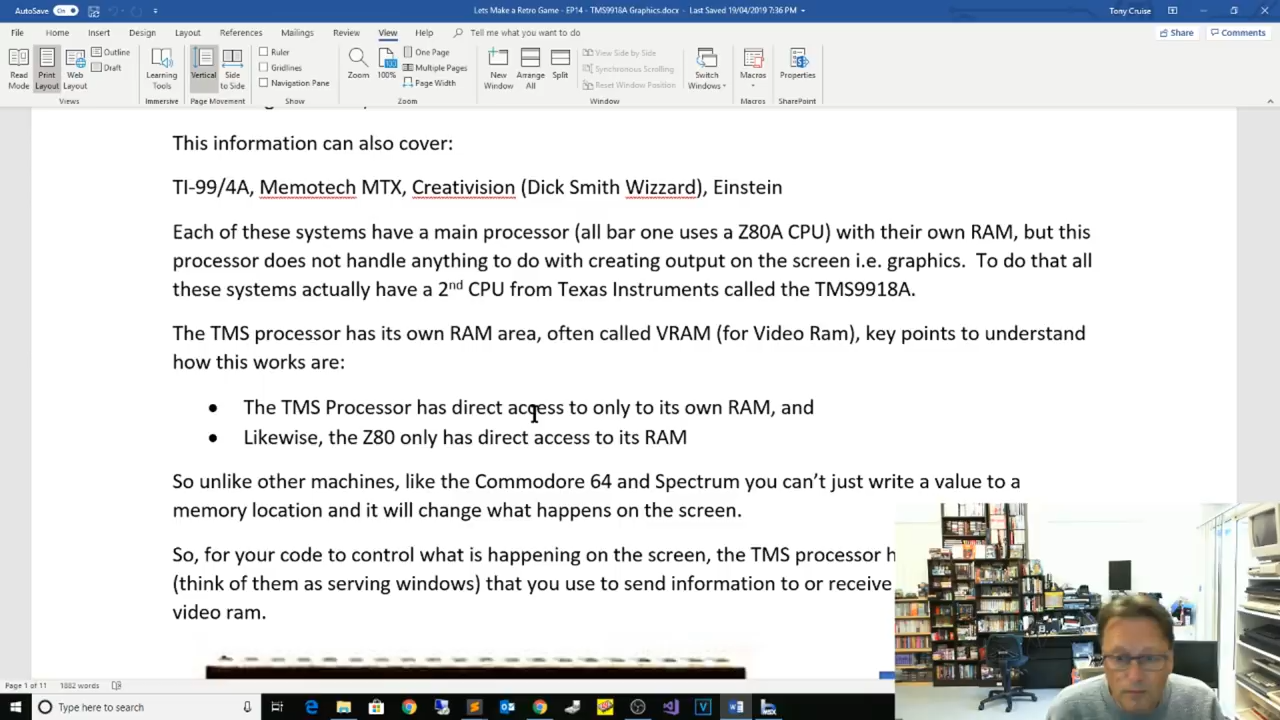 AutoSave On
Lets Make a Retro Game - EP14 - TMS9918A Graphics.docx - Last Saved 19/04/2019 7:36 PM
Tony Cruise
File Home Insert Design Layout References Mailings Review View Help Tell me what you want to do Share Comments
Read Mode
Print Layout
Web Layout
Outline
Draft
Views
Learning Tools
Immersive
Vertical
Side to Side
Page Movement
Ruler
Gridlines
Navigation Pane
Show
Zoom
100%
One Page
Multiple Pages
Page Width
Zoom
New Window
Arrange All
Split
View Side by Side
Synchronous Scrolling
Reset Window Position
Window
Switch Windows
Macros
Macros
Properties
SharePoint
This information can also cover:
TI-99/4A, Memotech MTX, Creativision (Dick Smith Wizzard), Einstein
Each of these systems have a main processor (all bar one uses a Z80A CPU) with their own RAM, but this
processor does not handle anything to do with creating output on the screen i.e. graphics.  To do that all
these systems actually have a 2nd CPU from Texas Instruments called the TMS9918A.
The TMS processor has its own RAM area, often called VRAM (for Video Ram), key points to understand
how this works are:
• The TMS Processor has direct access to only to its own RAM, and
• Likewise, the Z80 only has direct access to its RAM
So unlike other machines, like the Commodore 64 and Spectrum you can't just write a value to a
memory location and it will change what happens on the screen.
So, for your code to control what is happening on the screen, the TMS processor
(think of them as serving windows) that you use to send information to or receive
video ram.
Page 1 of 11 1882 words
Type here to search